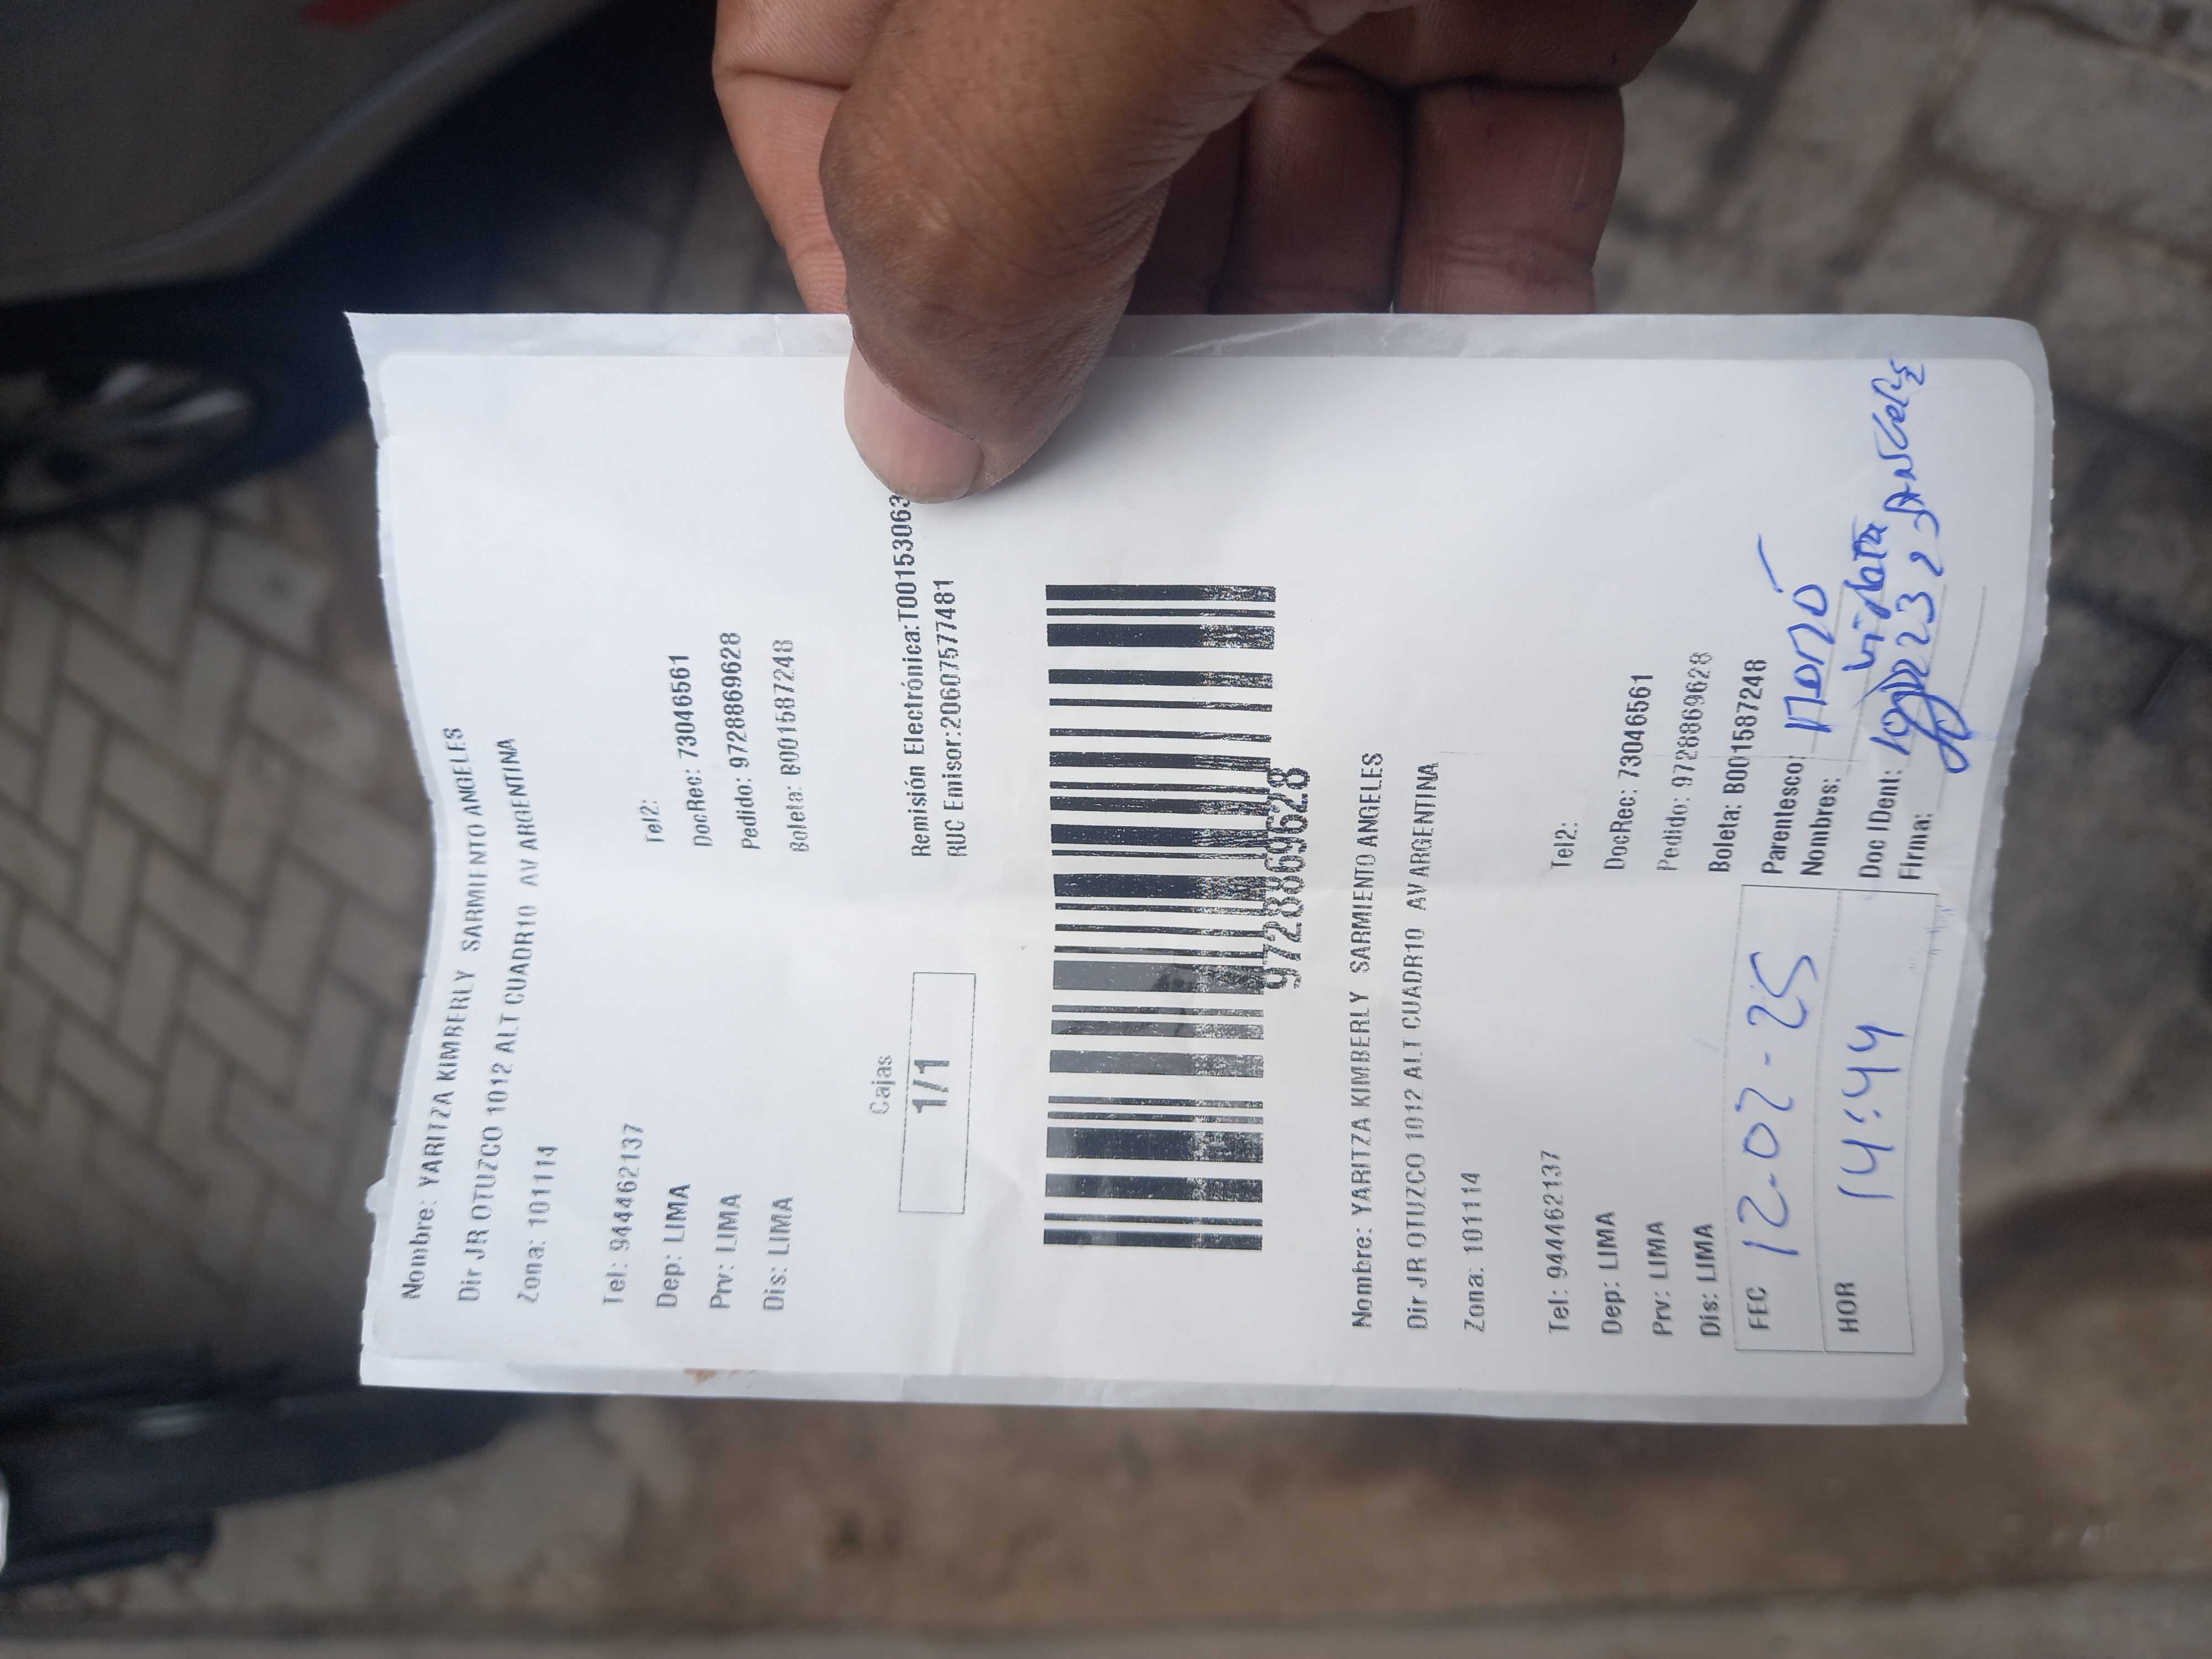 Nombre: YARITZA KIMBERLY SARMIENTO ANGELES
Dir JR OTUZCO 1012 ALT CUADR10 AV ARGENTINA
Zona: 101114
Tel: 944462137 Tel2:
Dep: LIMA DocRec: 73046561
Prv: LIMA Pedido: 9728869628
Dis: LIMA Boleta: B001587248
Cajas
1/1
Remisión Electrónica:T00153063
RUC Emisor:20607577481
9728869628
Nombre: YARITZA KIMBERLY SARMIENTO ANGELES
Dir JR OTUZCO 1012 ALT CUADR10 AV ARGENTINA
Zona: 101114
Tel: 944462137 Tel2:
Dep: LIMA DocRec: 73046561
Prv: LIMA Pedido: 9728869628
Dis: LIMA Boleta: B001587248
FEC 12-02-25 Parentesco:
Nombres:
HOR 14:44 Doc IDent:
Firma: